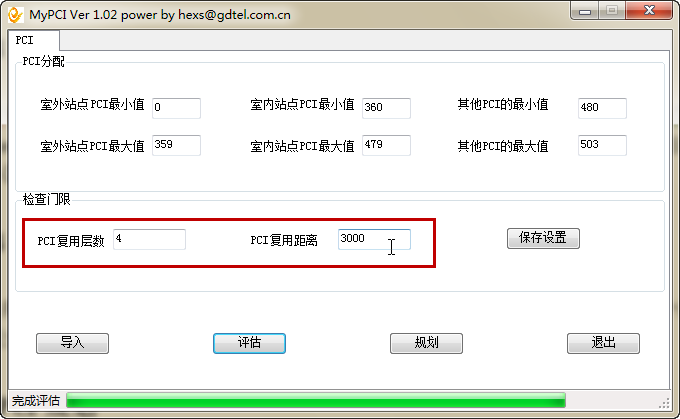 MyPCI Ver 1.02 power by hexs@gdtel.com.cn
PCI
PCI分配
室外站点PCI最小值 0 室内站点PCI最小值 360 其他PCI的最小值 480
室外站点PCI最大值 359 室内站点PCI最大值 479 其他PCI的最大值 503
检查门限
PCI复用层数 4 PCI复用距离 3000 保存设置
导入 评估 规划 退出
完成评估